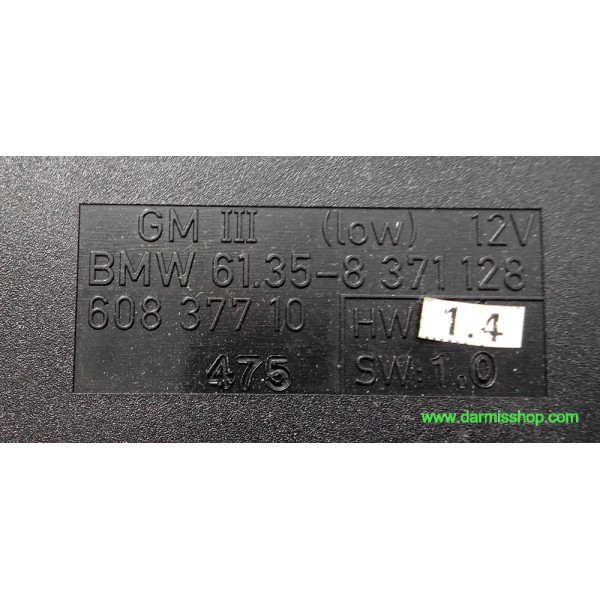 GM III (low) 12V
BMW 61.35-8 371 128
608 377 10
HW 1.4
475
SW: 1.0
www.darmisshop.com